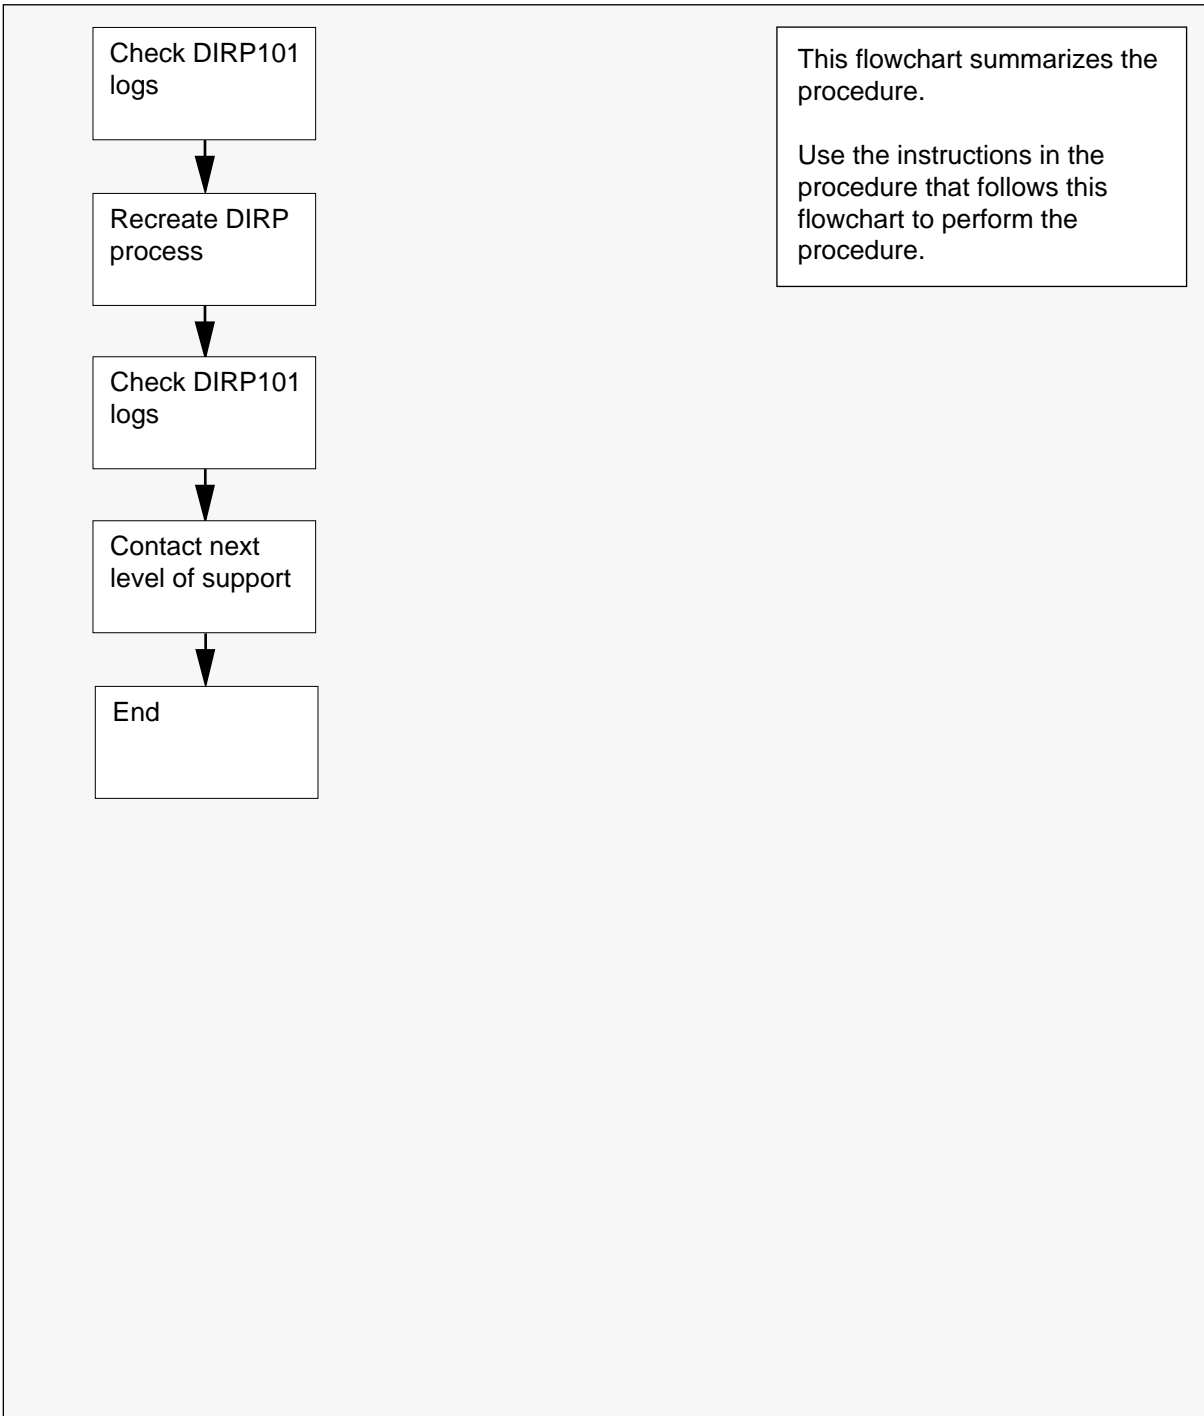 Check DIRP101
logs
Recreate DIRP
process
Check DIRP101
logs
Contact next
level of support
End
This flowchart summarizes the
procedure.
Use the instructions in the
procedure that follows this
flowchart to perform the
procedure.